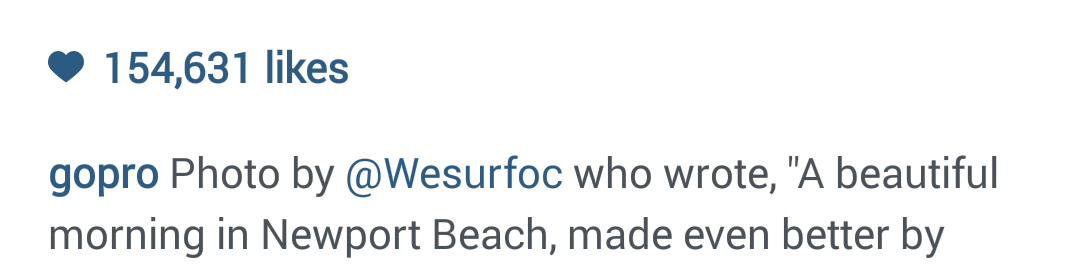 154,631 likes
gopro Photo by @Wesurfoc who wrote, "A beautiful
morning in Newport Beach, made even better by